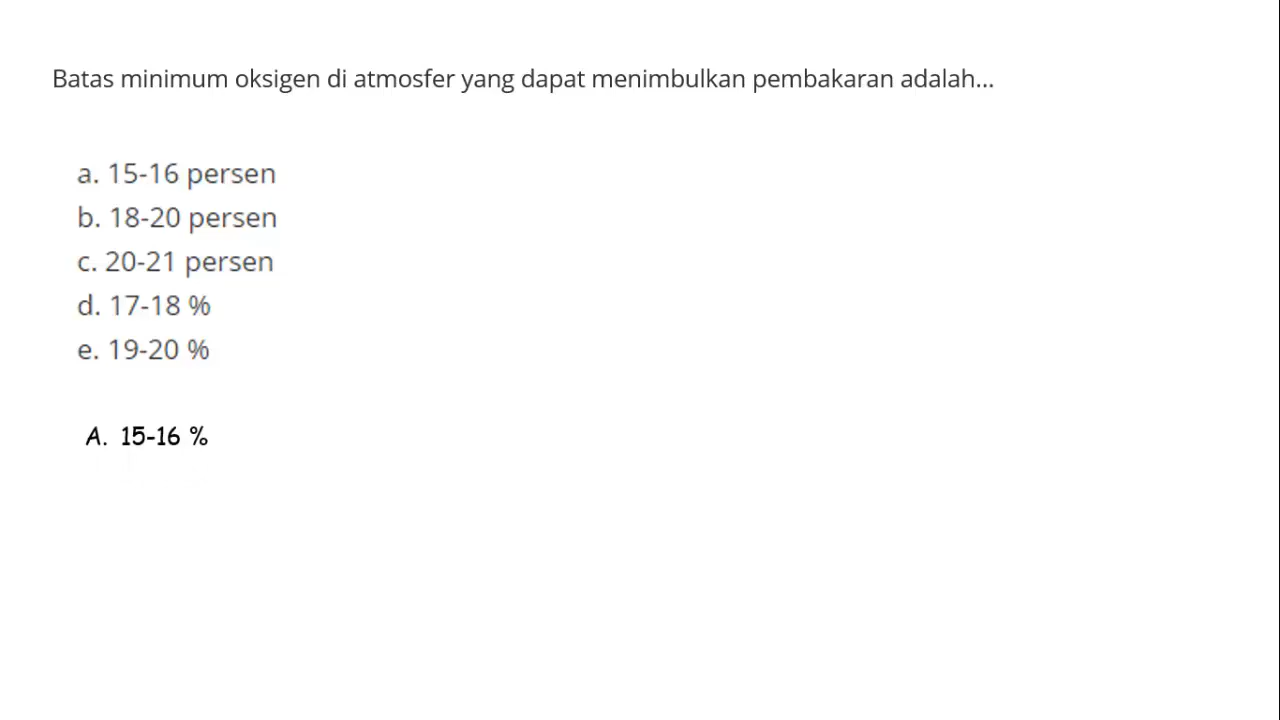 Batas minimum oksigen di atmosfer yang dapat menimbulkan pembakaran adalah...
a. 15-16 persen
b. 18-20 persen
c. 20-21 persen
d. 17-18 %
e. 19-20 %
A. 15-16 %